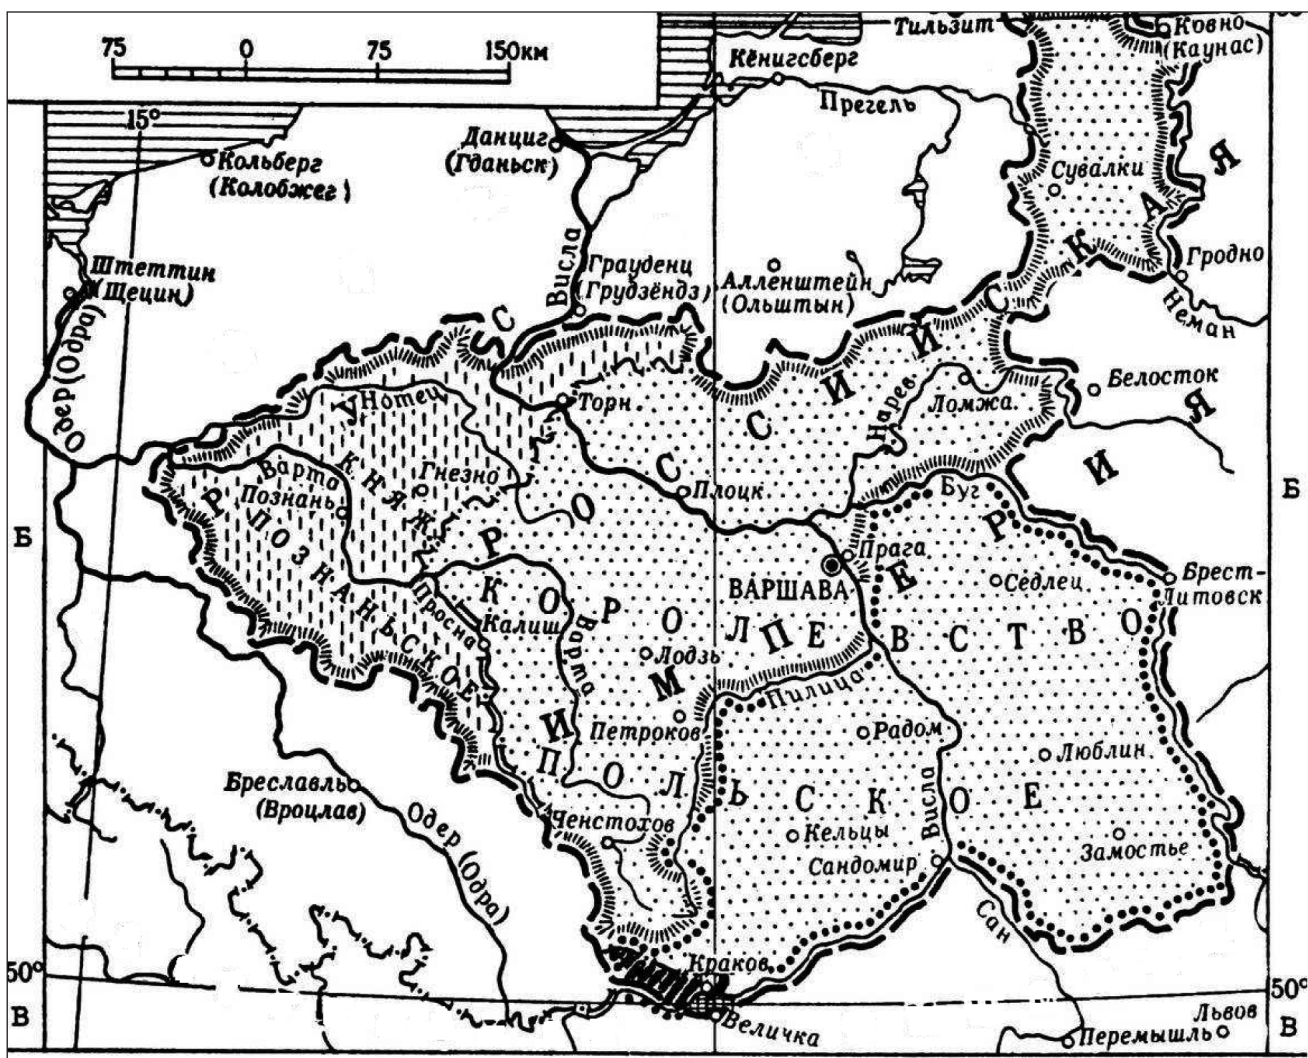 75 0 75 150км
Тильзит
Ковно
(Каунас)
Кёнигсберг
Прегель
15°
Кольберг
(Колобжег)
Данциг
(Гданьск)
Сувалки
Штеттин
(Щецин)
Одер (Одра)
Висла
Грауденц
(Грудзёндз)
Алленштейн
(Ольштын)
Гродно
Неман
РОССИЙСКАЯ
ИМПЕРИЯ
Нотец
Торн
Нарев
Ломжа
Белосток
Варта
Познань
Гнезно
КНЯЖ
У
ПОЗНАНЬСКОЕ
Плоцк
Буг
Б
Б
Прага
ВАРШАВА
Седлец
Брест-
Литовск
Просна
Калиш
Варта
КОРОЛЕВСТВО
Лодзь
Пилица
Петроков
Радом
Люблин
ПОЛЬСКОЕ
Бреславль
(Вроцлав)
Одер (Одра)
Ченстохов
Кельцы
Висла
Сандомир
Замостье
Сан
50°
Краков
50°
В
Величка
Перемышль
Львов
В